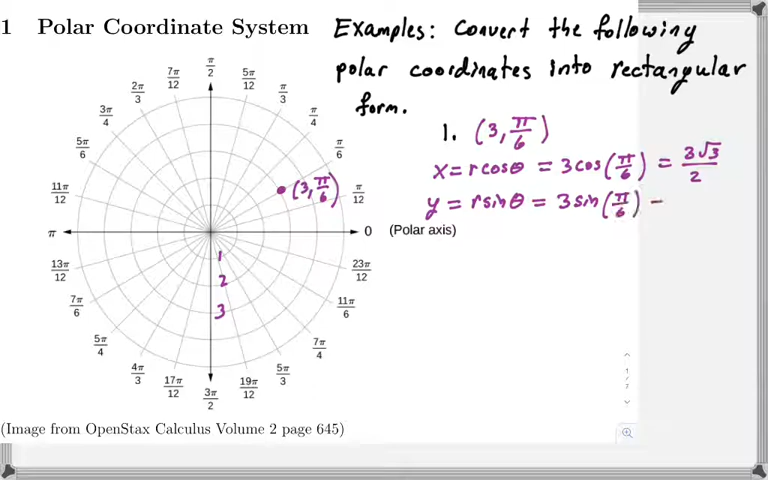 1 Polar Coordinate System
Examples: Convert the following
polar coordinates into rectangular
form.
1. (3, π/6)
x = r cos θ = 3 cos(π/6) = 3√3/2
y = r sin θ = 3 sin(π/6) –
π/2
7π/12
5π/12
2π/3
π/3
3π/4
π/4
5π/6
π/6
11π/12
(3, π/6)
π/12
π
0 (Polar axis)
1
2
3
13π/12
23π/12
7π/6
11π/6
5π/4
7π/4
4π/3
5π/3
17π/12
19π/12
3π/2
(Image from OpenStax Calculus Volume 2 page 645)